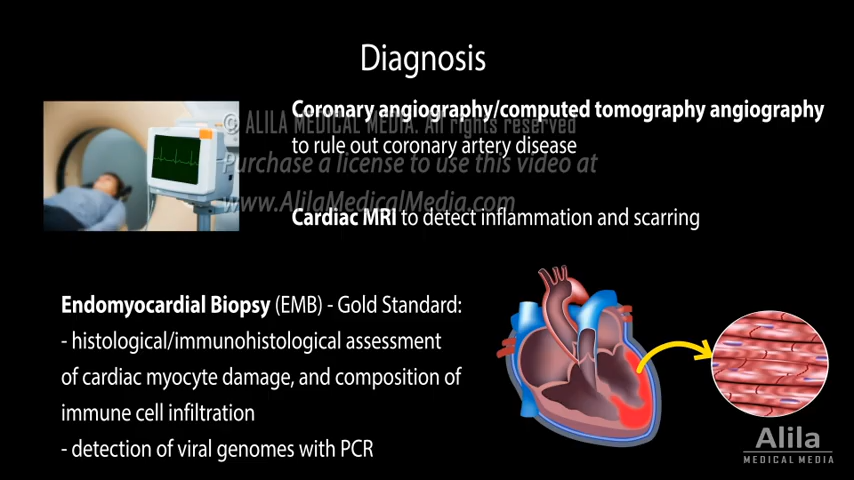 Diagnosis
Coronary angiography/computed tomography angiography
© ALILA MEDICAL MEDIA. All rights reserved
to rule out coronary artery disease
Purchase a license to use this video at
www.AlilaMedicalMedia.com
Cardiac MRI to detect inflammation and scarring
Endomyocardial Biopsy (EMB) - Gold Standard:
- histological/immunohistological assessment
of cardiac myocyte damage, and composition of
immune cell infiltration
- detection of viral genomes with PCR
Alila
MEDICAL MEDIA